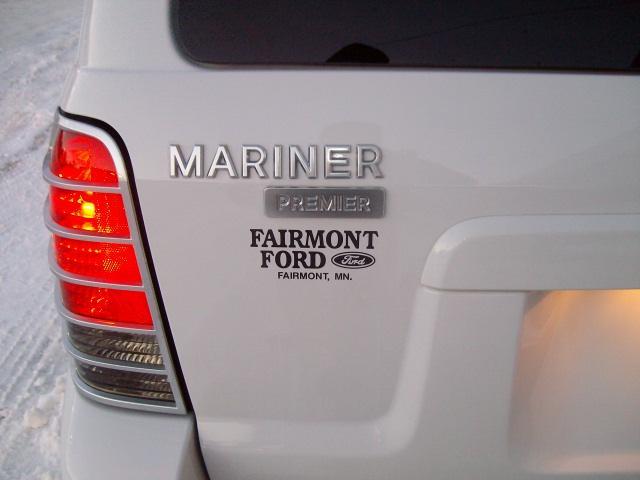 MARINER
PREMIER
FAIRMONT
FORD Ford
FAIRMONT, MN.